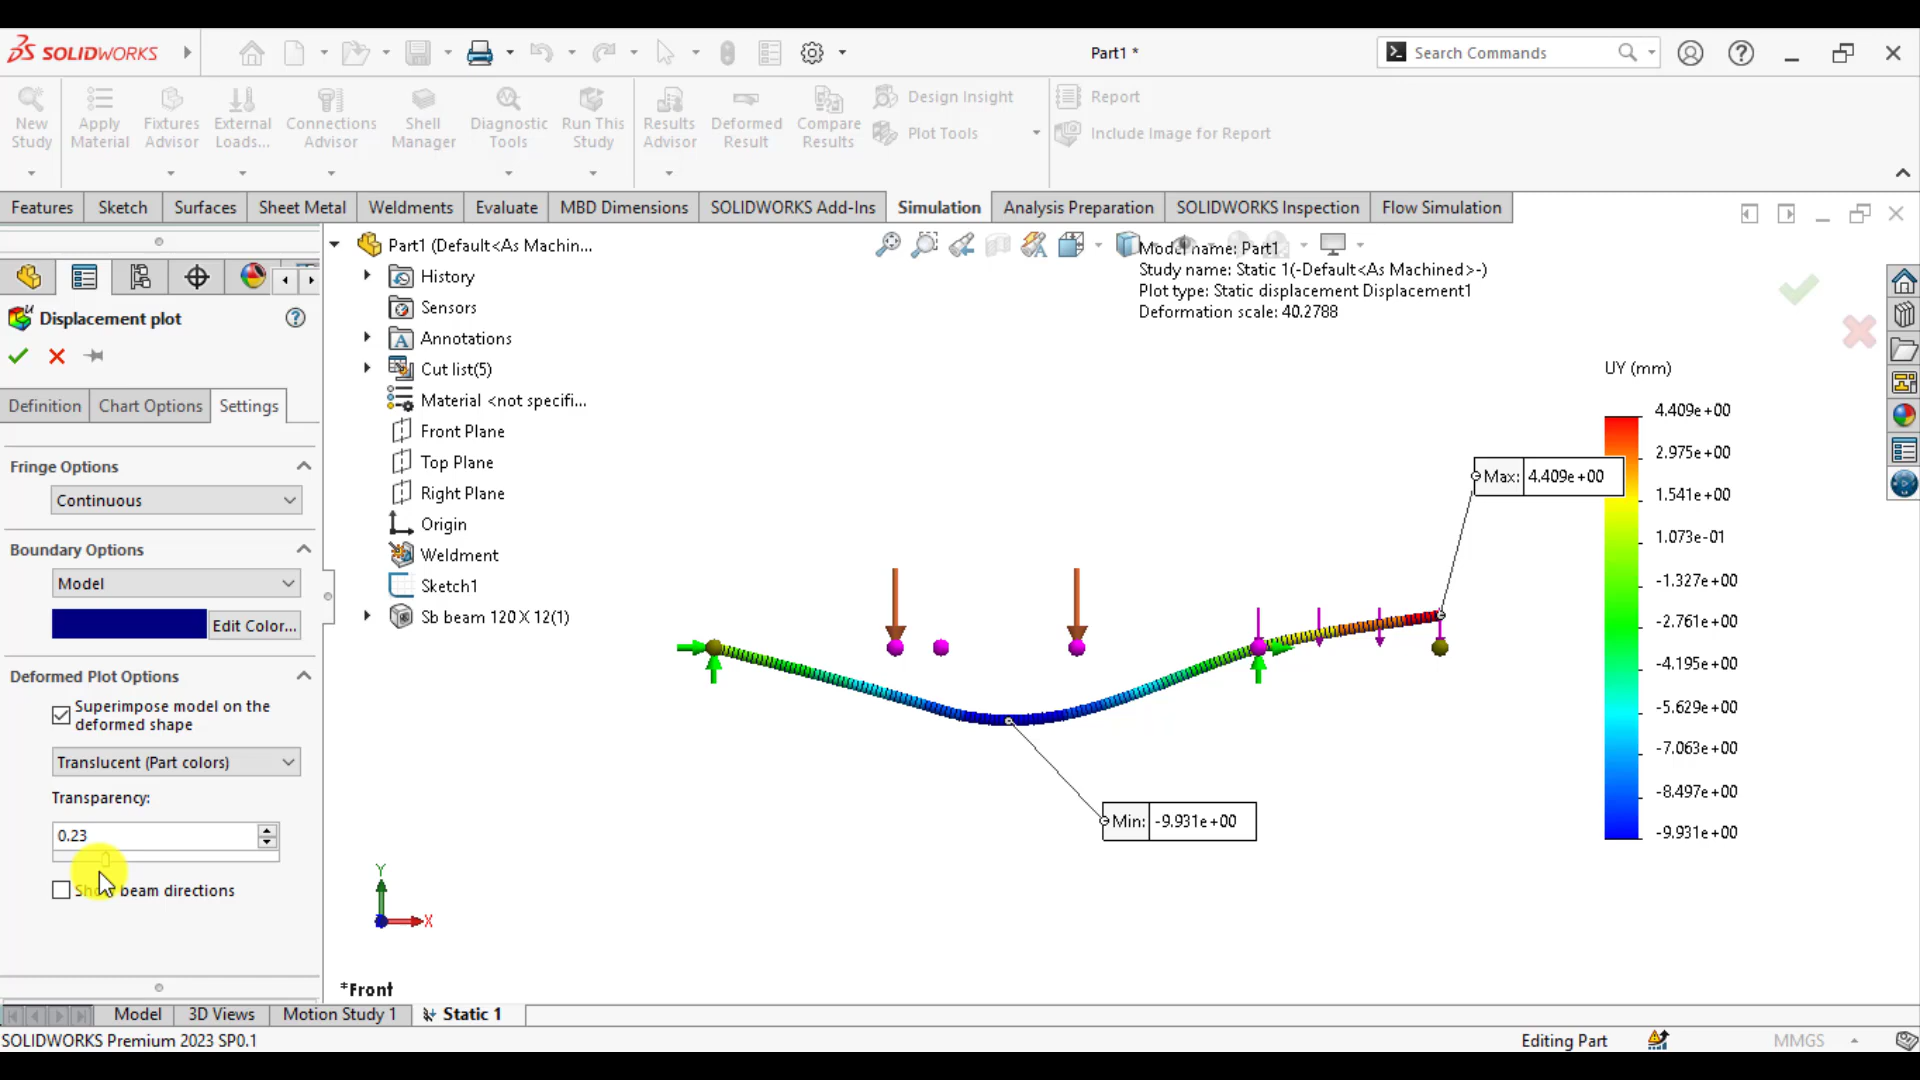 SOLIDWORKS
Part1 *
Search Commands
New Study
Apply Material
Fixtures Advisor
External Loads...
Connections Advisor
Shell Manager
Diagnostic Tools
Run This Study
Results Advisor
Deformed Result
Compare Results
Design Insight
Plot Tools
Report
Include Image for Report
Features
Sketch
Surfaces
Sheet Metal
Weldments
Evaluate
MBD Dimensions
SOLIDWORKS Add-Ins
Simulation
Analysis Preparation
SOLIDWORKS Inspection
Flow Simulation
Displacement plot
Definition
Chart Options
Settings
Fringe Options
Continuous
Boundary Options
Model
Edit Color...
Deformed Plot Options
Superimpose model on the
deformed shape
Translucent (Part colors)
Transparency:
0.23
Show beam directions
Part1 (Default<As Machin...
History
Sensors
Annotations
Cut list(5)
Material <not specifi...
Front Plane
Top Plane
Right Plane
Origin
Weldment
Sketch1
Sb beam 120 X 12(1)
Model name: Part1
Study name: Static 1(-Default<As Machined>-)
Plot type: Static displacement Displacement1
Deformation scale: 40.2788
UY (mm)
4.409e+00
2.975e+00
1.541e+00
1.073e-01
-1.327e+00
-2.761e+00
-4.195e+00
-5.629e+00
-7.063e+00
-8.497e+00
-9.931e+00
Max: 4.409e+00
Min: -9.931e+00
Y
X
*Front
Model
3D Views
Motion Study 1
Static 1
SOLIDWORKS Premium 2023 SP0.1
Editing Part
MMGS